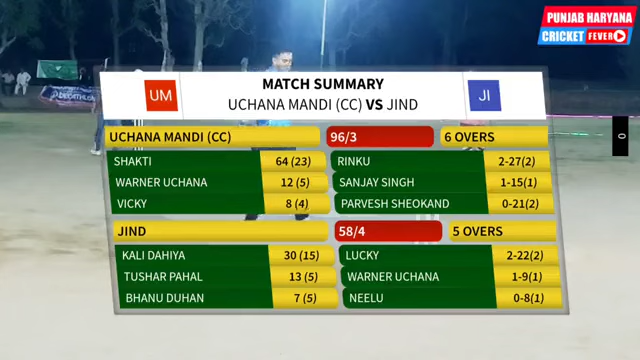 PUNJAB HARYANA
CRICKET FEVER
MATCH SUMMARY
UM
UCHANA MANDI (CC) VS JIND
JI
UCHANA MANDI (CC) 96/3 6 OVERS
SHAKTI 64 (23) RINKU 2-27(2)
WARNER UCHANA 12 (5) SANJAY SINGH 1-15(1)
VICKY 8 (4) PARVESH SHEOKAND 0-21(2)
JIND 58/4 5 OVERS
KALI DAHIYA 30 (15) LUCKY 2-22(2)
TUSHAR PAHAL 13 (5) WARNER UCHANA 1-9(1)
BHANU DUHAN 7 (5) NEELU 0-8(1)
0